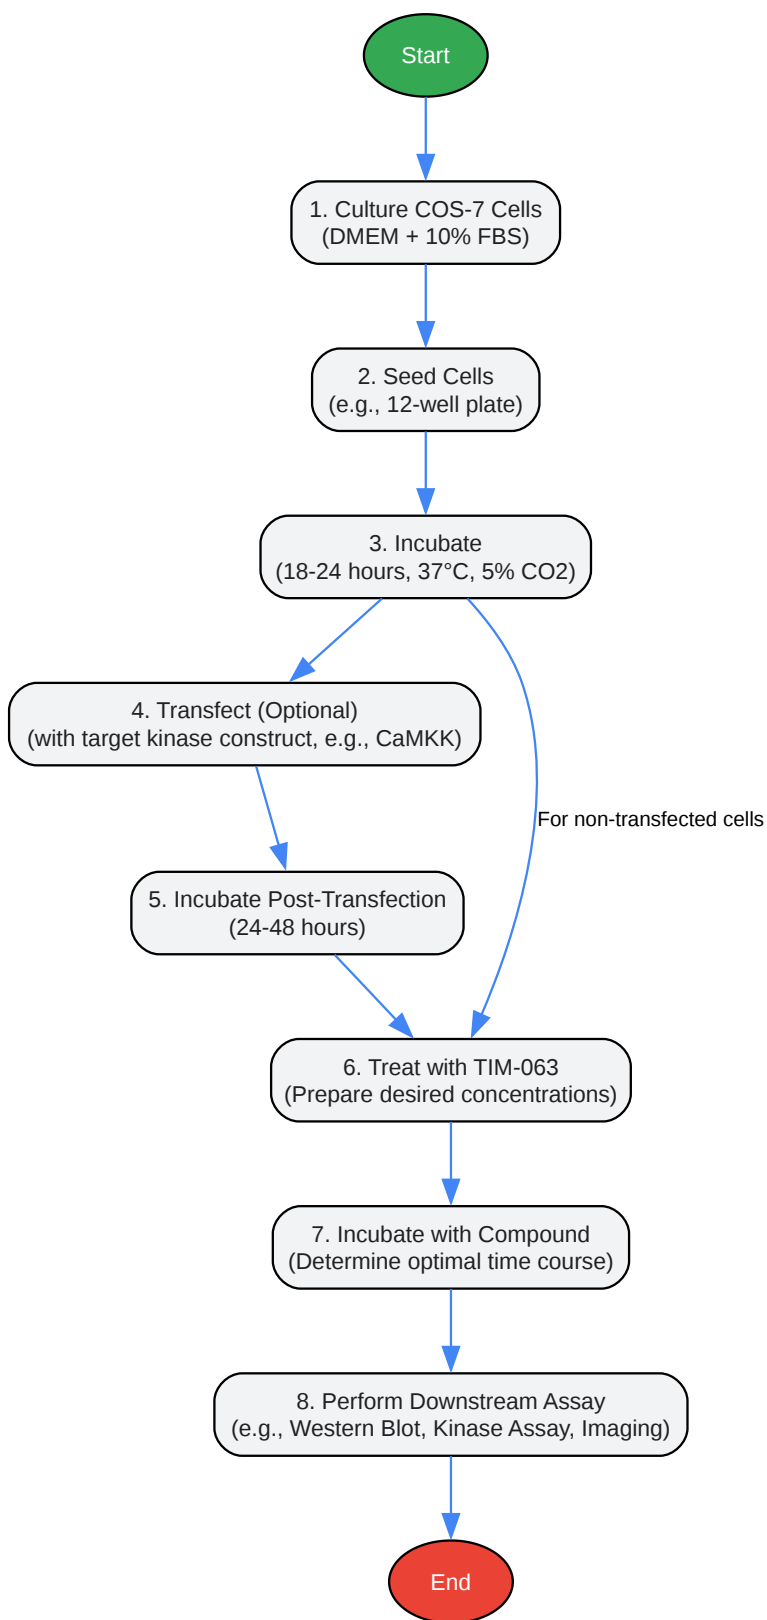 Start
1. Culture COS-7 Cells
(DMEM + 10% FBS)
2. Seed Cells
(e.g., 12-well plate)
3. Incubate
(18-24 hours, 37°C, 5% CO2)
4. Transfect (Optional)
(with target kinase construct, e.g., CaMKK)
For non-transfected cells
5. Incubate Post-Transfection
(24-48 hours)
6. Treat with TIM-063
(Prepare desired concentrations)
7. Incubate with Compound
(Determine optimal time course)
8. Perform Downstream Assay
(e.g., Western Blot, Kinase Assay, Imaging)
End